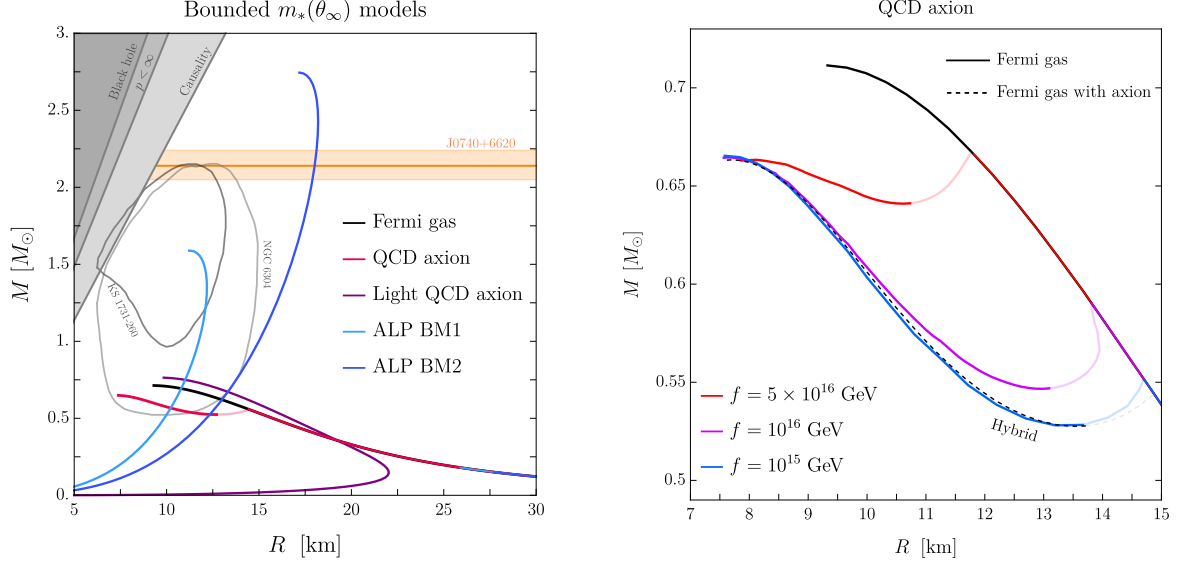 Bounded m_*(θ_∞) models
3.
2.5
2.
1.5
1.
0.5
0.
M [M_⊙]
Black hole
p < ∞
Causality
J0740+6620
KS 1731-260
NGC 6304
Fermi gas
QCD axion
Light QCD axion
ALP BM1
ALP BM2
5
10
15
20
25
30
R [km]
QCD axion
0.7
0.65
0.6
0.55
0.5
M [M_⊙]
Fermi gas
Fermi gas with axion
f = 5 × 10^16 GeV
f = 10^16 GeV
f = 10^15 GeV
Hybrid
7
8
9
10
11
12
13
14
15
R [km]